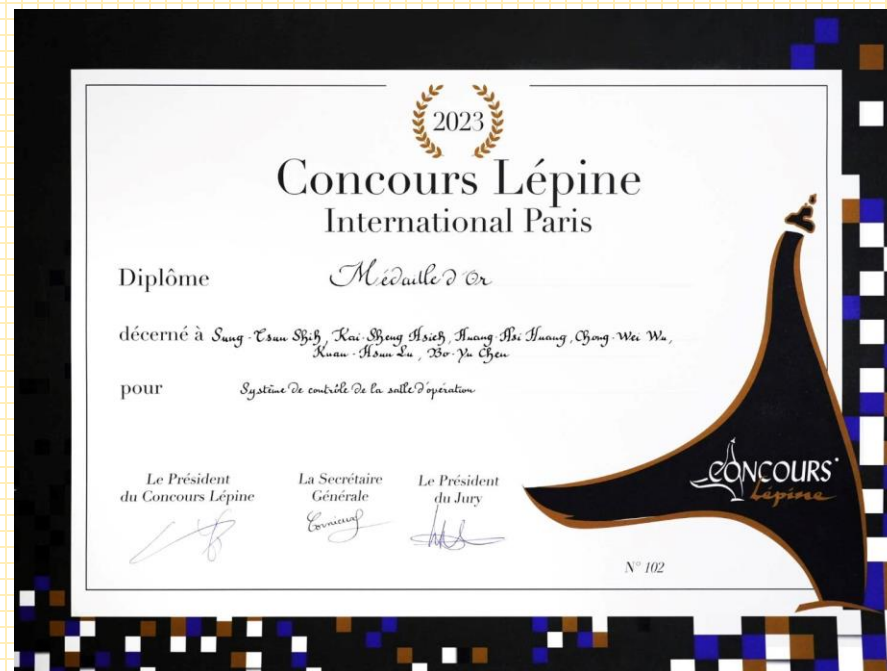 2023
Concours Lépine
International Paris
Diplôme Médaille d'Or
décerné à Sung-Tsun Shih, Kai-Sheng Hsieh, Huang-Hsi Huang, Chong-Wei Wu,
Kuan-Hsun Lu, Bo-Yu Chen
pour Système de contrôle de la salle d'opération
Le Président
du Concours Lépine
La Secrétaire
Générale
Le Président
du Jury
CONCOURS
Lépine
N° 102